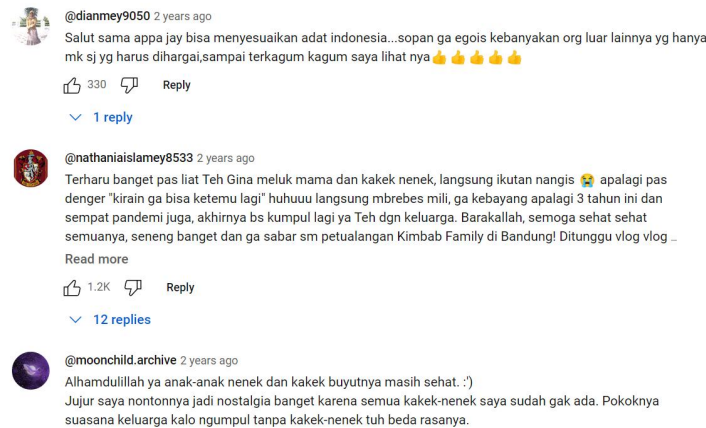 @dianmey9050 2 years ago
Salut sama appa jay bisa menyesuaikan adat indonesia...sopan ga egois kebanyakan org luar lainnya yg hanya
mk sj yg harus dihargai,sampai terkagum kagum saya lihat nya👍👍👍👍👍
330 Reply
1 reply
@nathaniaislamey8533 2 years ago
Terharu banget pas liat Teh Gina meluk mama dan kakek nenek, langsung ikutan nangis 😭 apalagi pas
denger "kirain ga bisa ketemu lagi" huhuuu langsung mbrebes mili, ga kebayang apalagi 3 tahun ini dan
sempat pandemi juga, akhirnya bs kumpul lagi ya Teh dgn keluarga. Barakallah, semoga sehat sehat
semuanya, seneng banget dan ga sabar sm petualangan Kimbab Family di Bandung! Ditunggu vlog vlog ...
Read more
1.2K Reply
12 replies
@moonchild.archive 2 years ago
Alhamdulillah ya anak-anak nenek dan kakek buyutnya masih sehat. :')
Jujur saya nontonnya jadi nostalgia banget karena semua kakek-nenek saya sudah gak ada. Pokoknya
suasana keluarga kalo ngumpul tanpa kakek-nenek tuh beda rasanya.